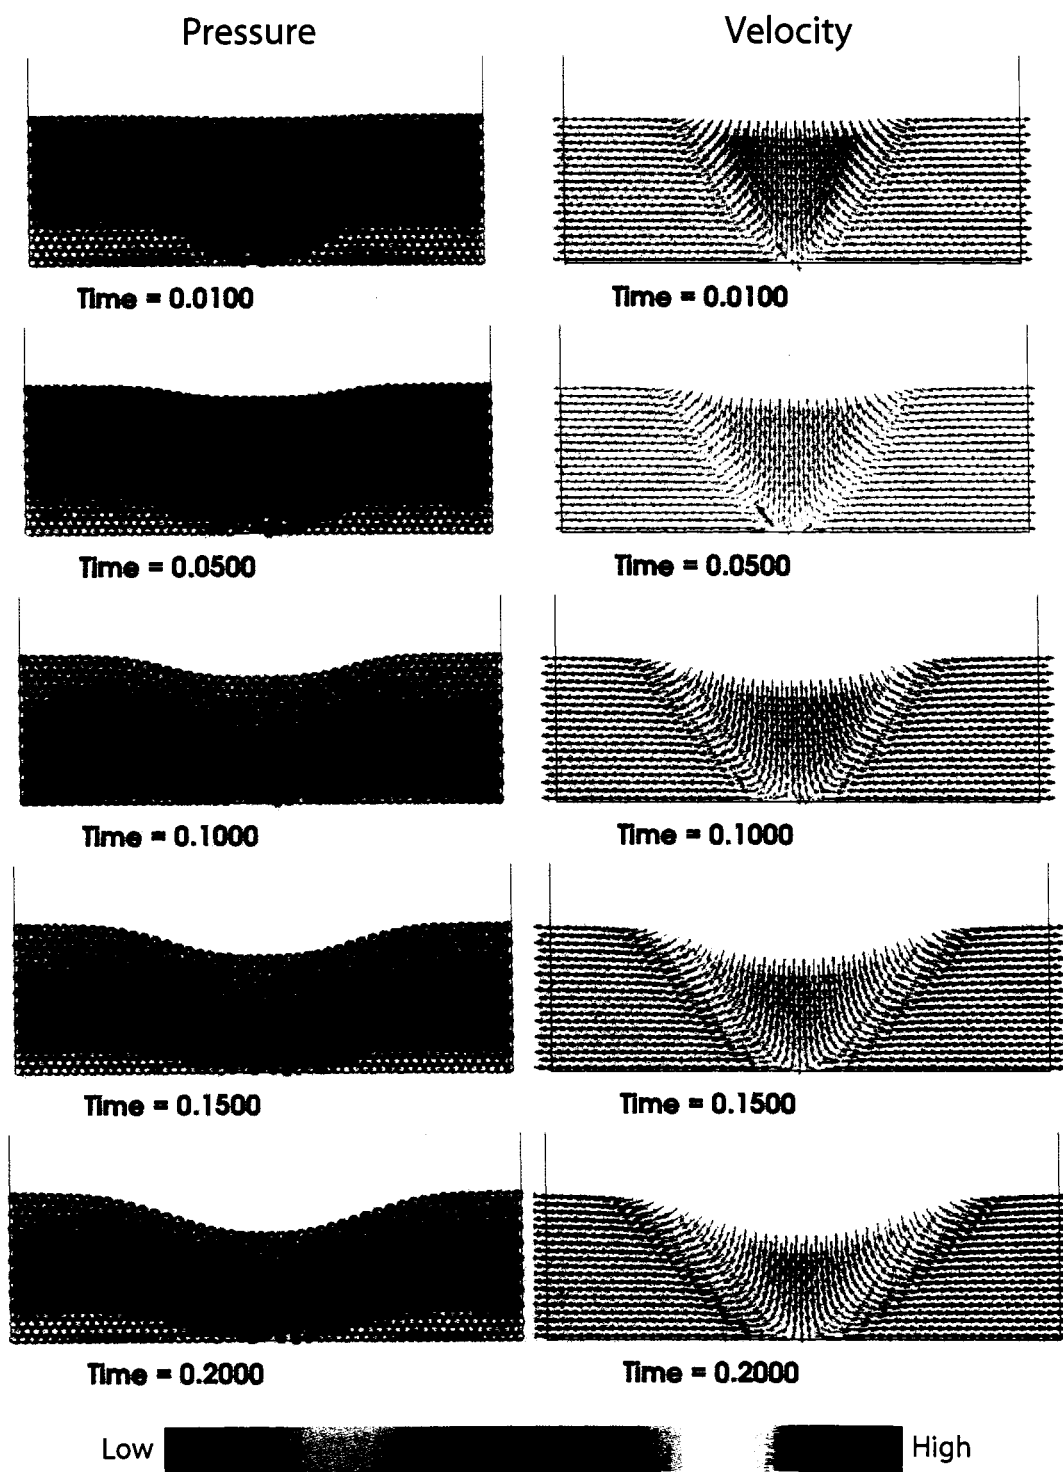 Pressure Velocity
Time = 0.0100 Time = 0.0100
Time = 0.0500 Time = 0.0500
Time = 0.1000 Time = 0.1000
Time = 0.1500 Time = 0.1500
Time = 0.2000 Time = 0.2000
Low High